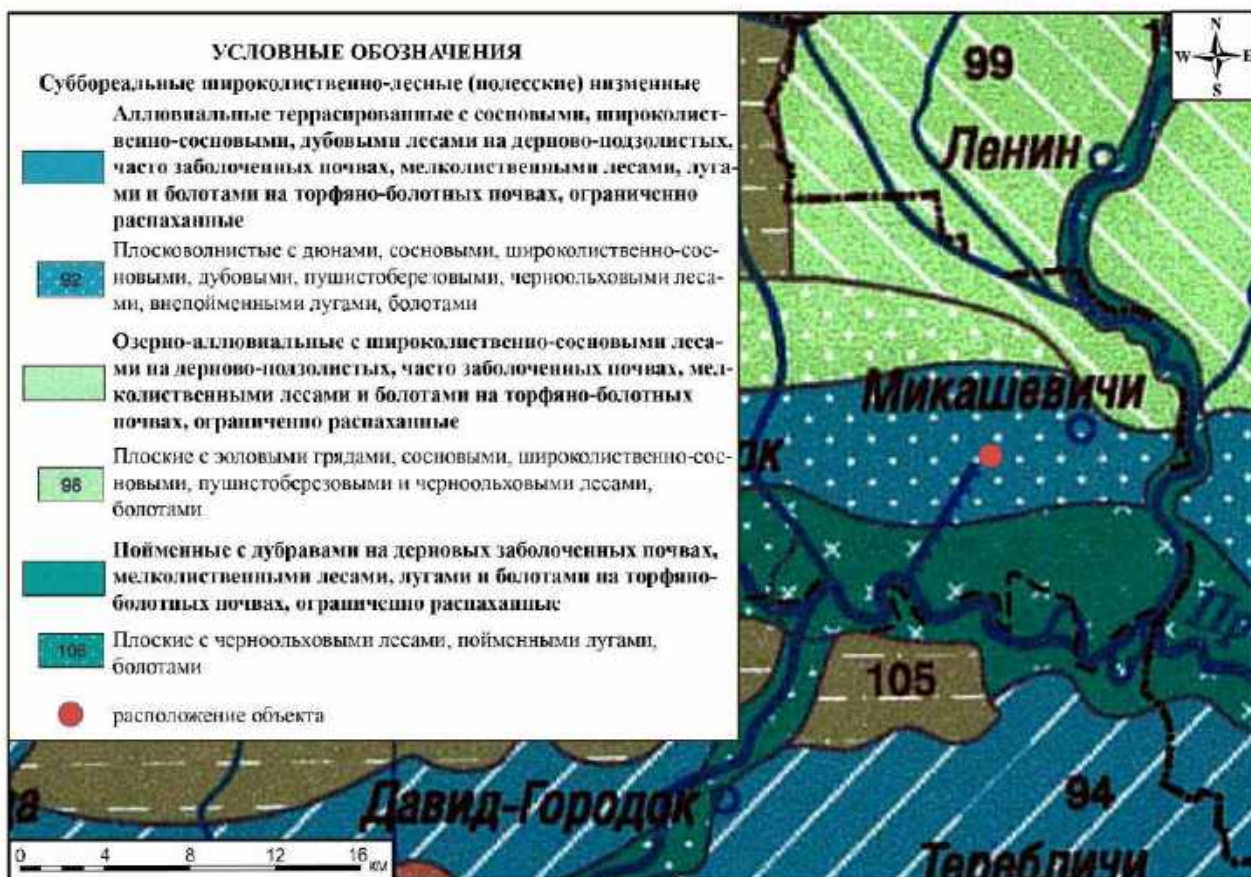 УСЛОВНЫЕ ОБОЗНАЧЕНИЯ
Суббореальные широколиственно-лесные (полесские) низменные
Аллювиальные террасированные с сосновыми, широколист-
венно-сосновыми, дубовыми лесами на дерново-подзолистых,
часто заболоченных почвах, мелколиственными лесами, луга-
ми и болотами на торфяно-болотных почвах, ограниченно
распаханные
92
Плосковолнистые с дюнами, сосновыми, широколиственно-сос-
новыми, дубовыми, пушистоберезовыми, черноольховыми леса-
ми, внепойменными лугами, болотами
Озерно-аллювиальные с широколиственно-сосновыми леса-
ми на дерново-подзолистых, часто заболоченных почвах, мел-
колиственными лесами и болотами на торфяно-болотных
почвах, ограниченно распаханные
98
Плоские с эоловыми грядами, сосновыми, широколиственно-сос-
новыми, пушистоберезовыми и черноольховыми лесами,
болотами
Пойменные с дубравами на дерновых заболоченных почвах,
мелколиственными лесами, лугами и болотами на торфяно-
болотных почвах, ограниченно распаханные
106
Плоские с черноольховыми лесами, пойменными лугами,
болотами
расположение объекта
N
W E
S
99
Ленин
Микашевичи
ок
Пр
105
94
Давид-Городок
Теребличи
0 4 8 12 16 км